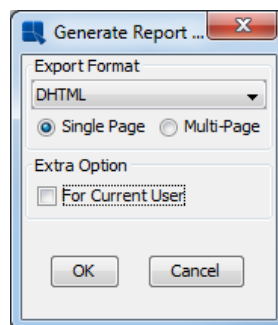 Generate Report ...
Export Format
DHTML
Single Page Multi-Page
Extra Option
For Current User
OK Cancel